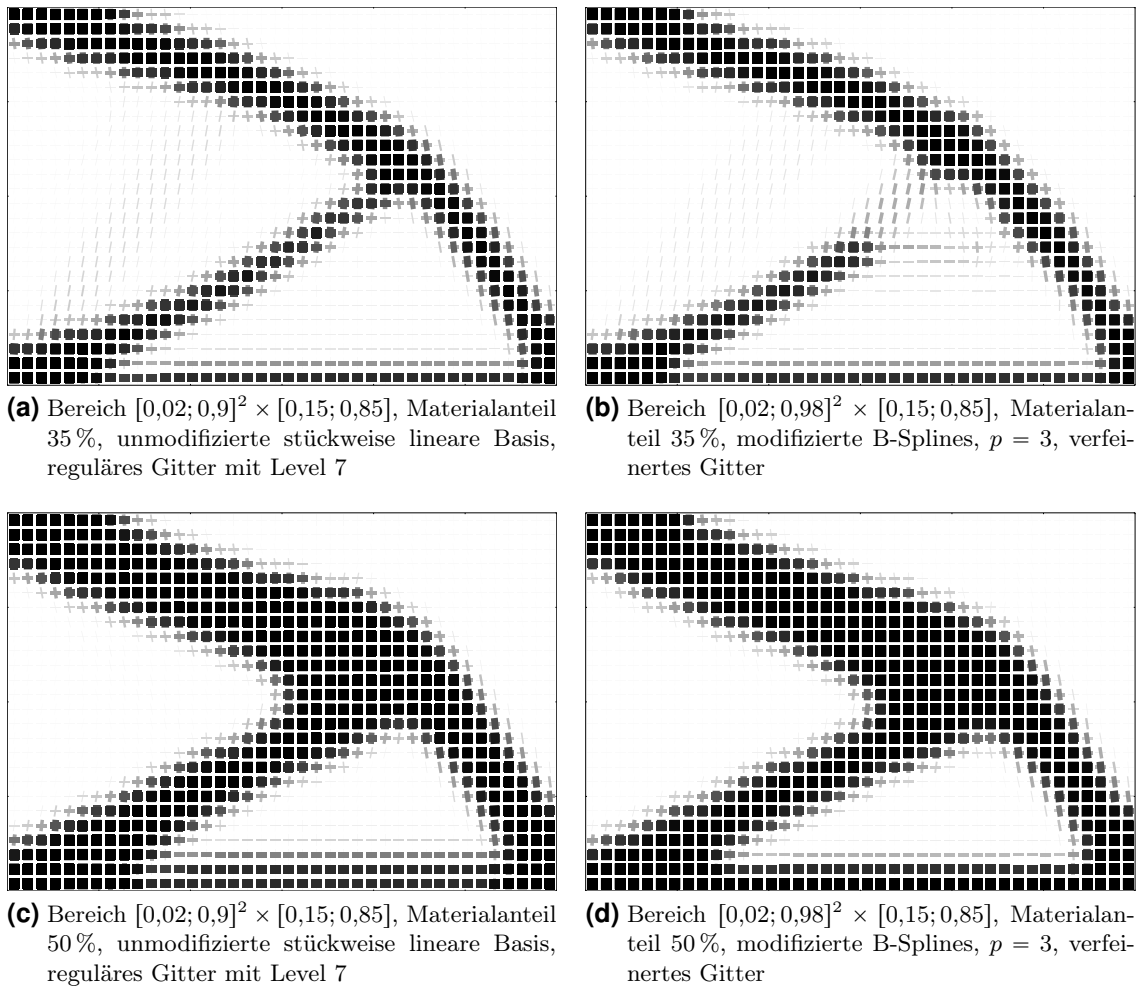 (a) Bereich [0,02; 0,9]² × [0,15; 0,85], Materialanteil
35 %, unmodifizierte stückweise lineare Basis,
reguläres Gitter mit Level 7
(b) Bereich [0,02; 0,98]² × [0,15; 0,85], Materialan-
teil 35 %, modifizierte B-Splines, p = 3, verfei-
nertes Gitter
(c) Bereich [0,02; 0,9]² × [0,15; 0,85], Materialanteil
50 %, unmodifizierte stückweise lineare Basis,
reguläres Gitter mit Level 7
(d) Bereich [0,02; 0,98]² × [0,15; 0,85], Materialan-
teil 50 %, modifizierte B-Splines, p = 3, verfei-
nertes Gitter